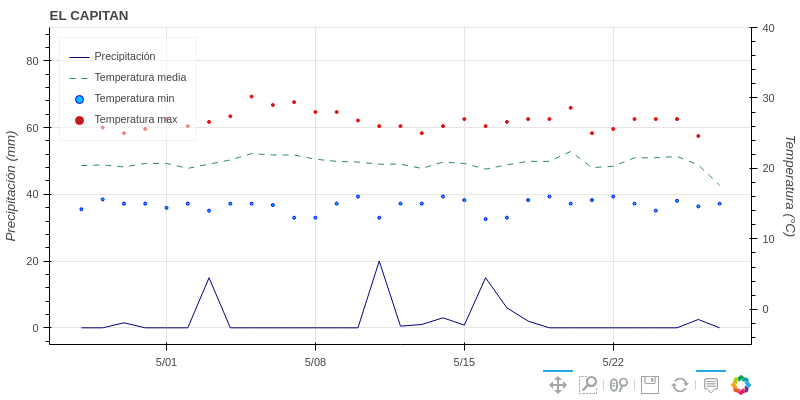 EL CAPITAN
Precipitación
Temperatura media
Temperatura min
Temperatura max
80
60
40
20
0
Precipitación (mm)
40
30
20
10
0
Temperatura (°C)
5/01
5/08
5/15
5/22